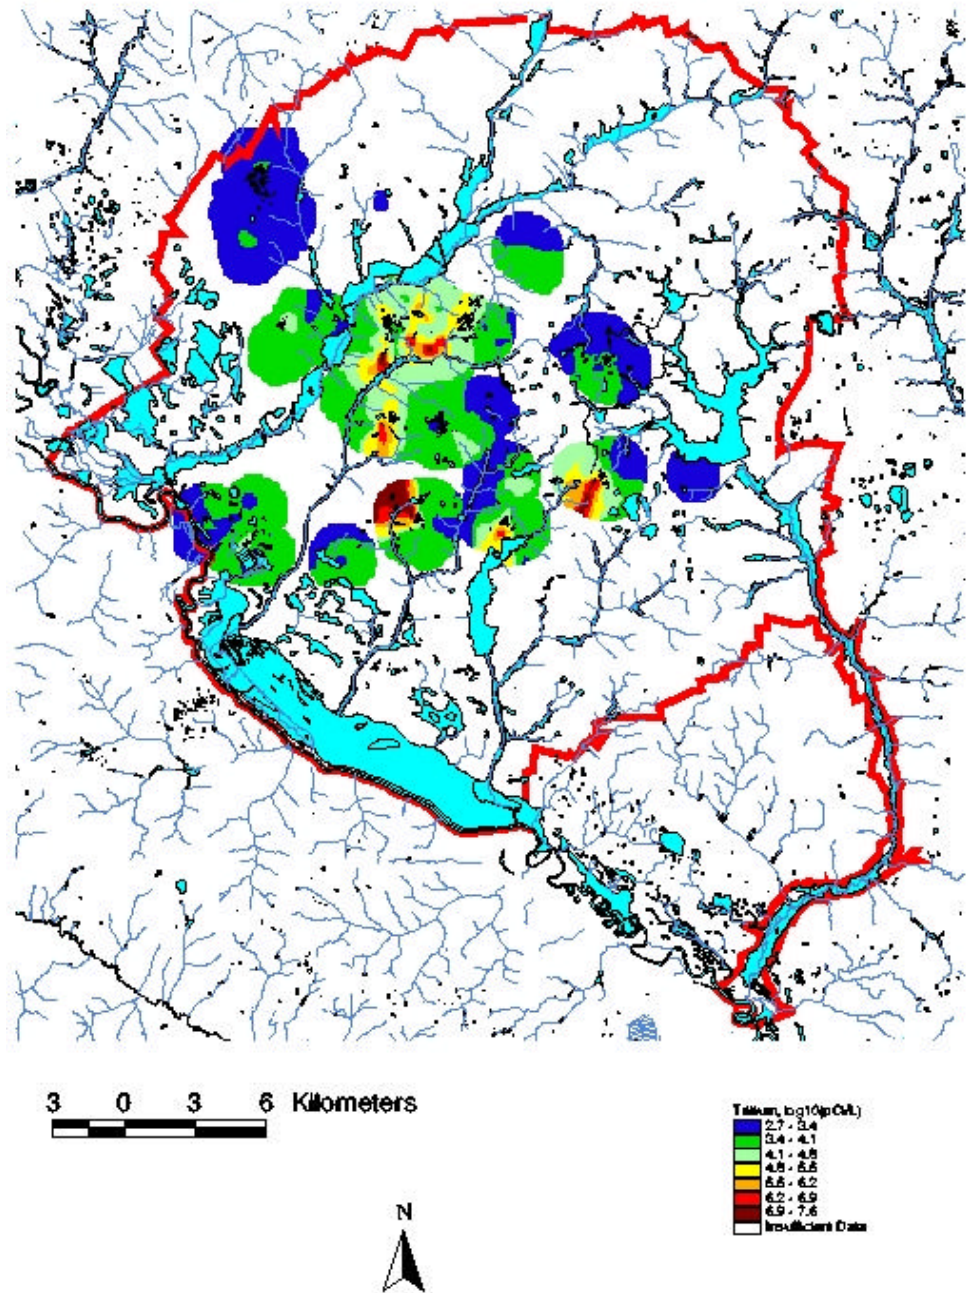 3 0 3 6 Kilometers
Tritium, log10(pCi/L)
2.7 - 3.4
3.4 - 4.1
4.1 - 4.8
4.8 - 5.5
5.5 - 6.2
6.2 - 6.9
6.9 - 7.6
Insufficient Data
N